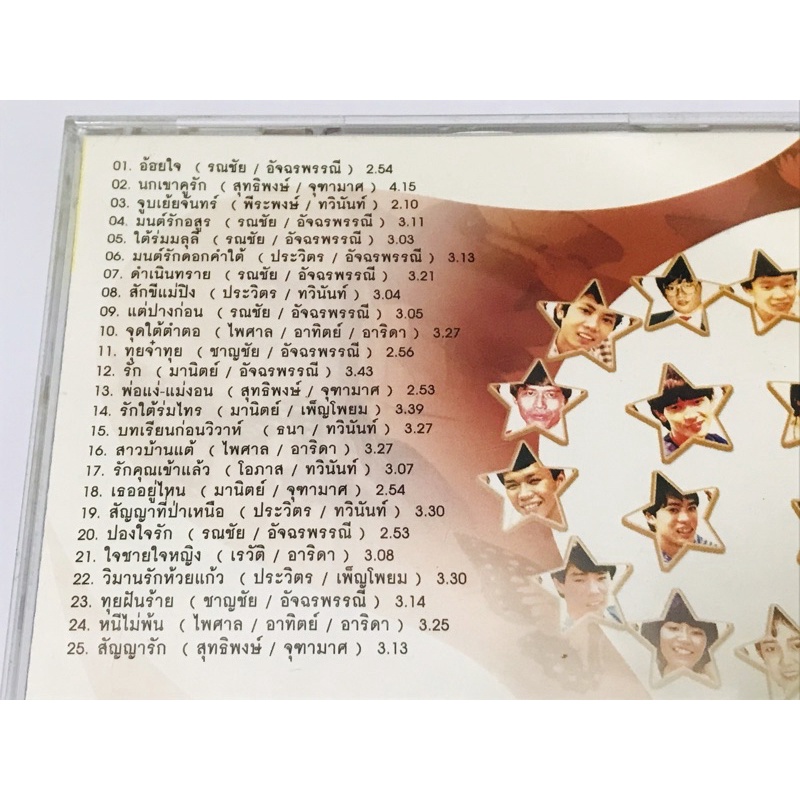 01. อ้อยใจ ( รณชัย / อัจฉรพรรณี ) 2.54
02. นกเขาคูรัก ( สุทธิพงษ์ / จุฑามาศ ) 4.15
03. จูบเย้ยจันทร์ ( พีระพงษ์ / ทวินันท์ ) 2.10
04. มนต์รักอสูร ( รณชัย / อัจฉรพรรณี ) 3.11
05. ใต้ร่มมลุลี ( รณชัย / อัจฉรพรรณี ) 3.03
06. มนต์รักดอกคำใต้ ( ประวิตร / อัจฉรพรรณี ) 3.13
07. ดำเนินทราย ( รณชัย / อัจฉรพรรณี ) 3.21
08. สักขีแม่ปิง ( ประวิตร / ทวินันท์ ) 3.04
09. แต่ปางก่อน ( รณชัย / อัจฉรพรรณี ) 3.05
10. จุดใต้ตำตอ ( ไพศาล / อาทิตย์ / อาริดา ) 3.27
11. ทุยจ๋าทุย ( ชาญชัย / อัจฉรพรรณี ) 2.56
12. รัก ( มานิตย์ / อัจฉรพรรณี ) 3.43
13. พ่อแง่-แม่งอน ( สุทธิพงษ์ / จุฑามาศ ) 2.53
14. รักใต้ร่มไทร ( มานิตย์ / เพ็ญโพยม ) 3.39
15. บทเรียนก่อนวิวาห์ ( ธนา / ทวินันท์ ) 3.27
16. สาวบ้านแต้ ( ไพศาล / อาริดา ) 3.27
17. รักคุณเข้าแล้ว ( โอภาส / ทวินันท์ ) 3.07
18. เธออยู่ไหน ( มานิตย์ / จุฑามาศ ) 2.54
19. สัญญาที่ป่าเหนือ ( ประวิตร / ทวินันท์ ) 3.30
20. ปองใจรัก ( รณชัย / อัจฉรพรรณี ) 2.53
21. ใจชายใจหญิง ( เรวัติ / อาริดา ) 3.08
22. วิมานรักห้วยแก้ว ( ประวิตร / เพ็ญโพยม ) 3.30
23. ทุยฝันร้าย ( ชาญชัย / อัจฉรพรรณี ) 3.14
24. หนีไม่พ้น ( ไพศาล / อาทิตย์ / อาริดา ) 3.25
25. สัญญารัก ( สุทธิพงษ์ / จุฑามาศ ) 3.13